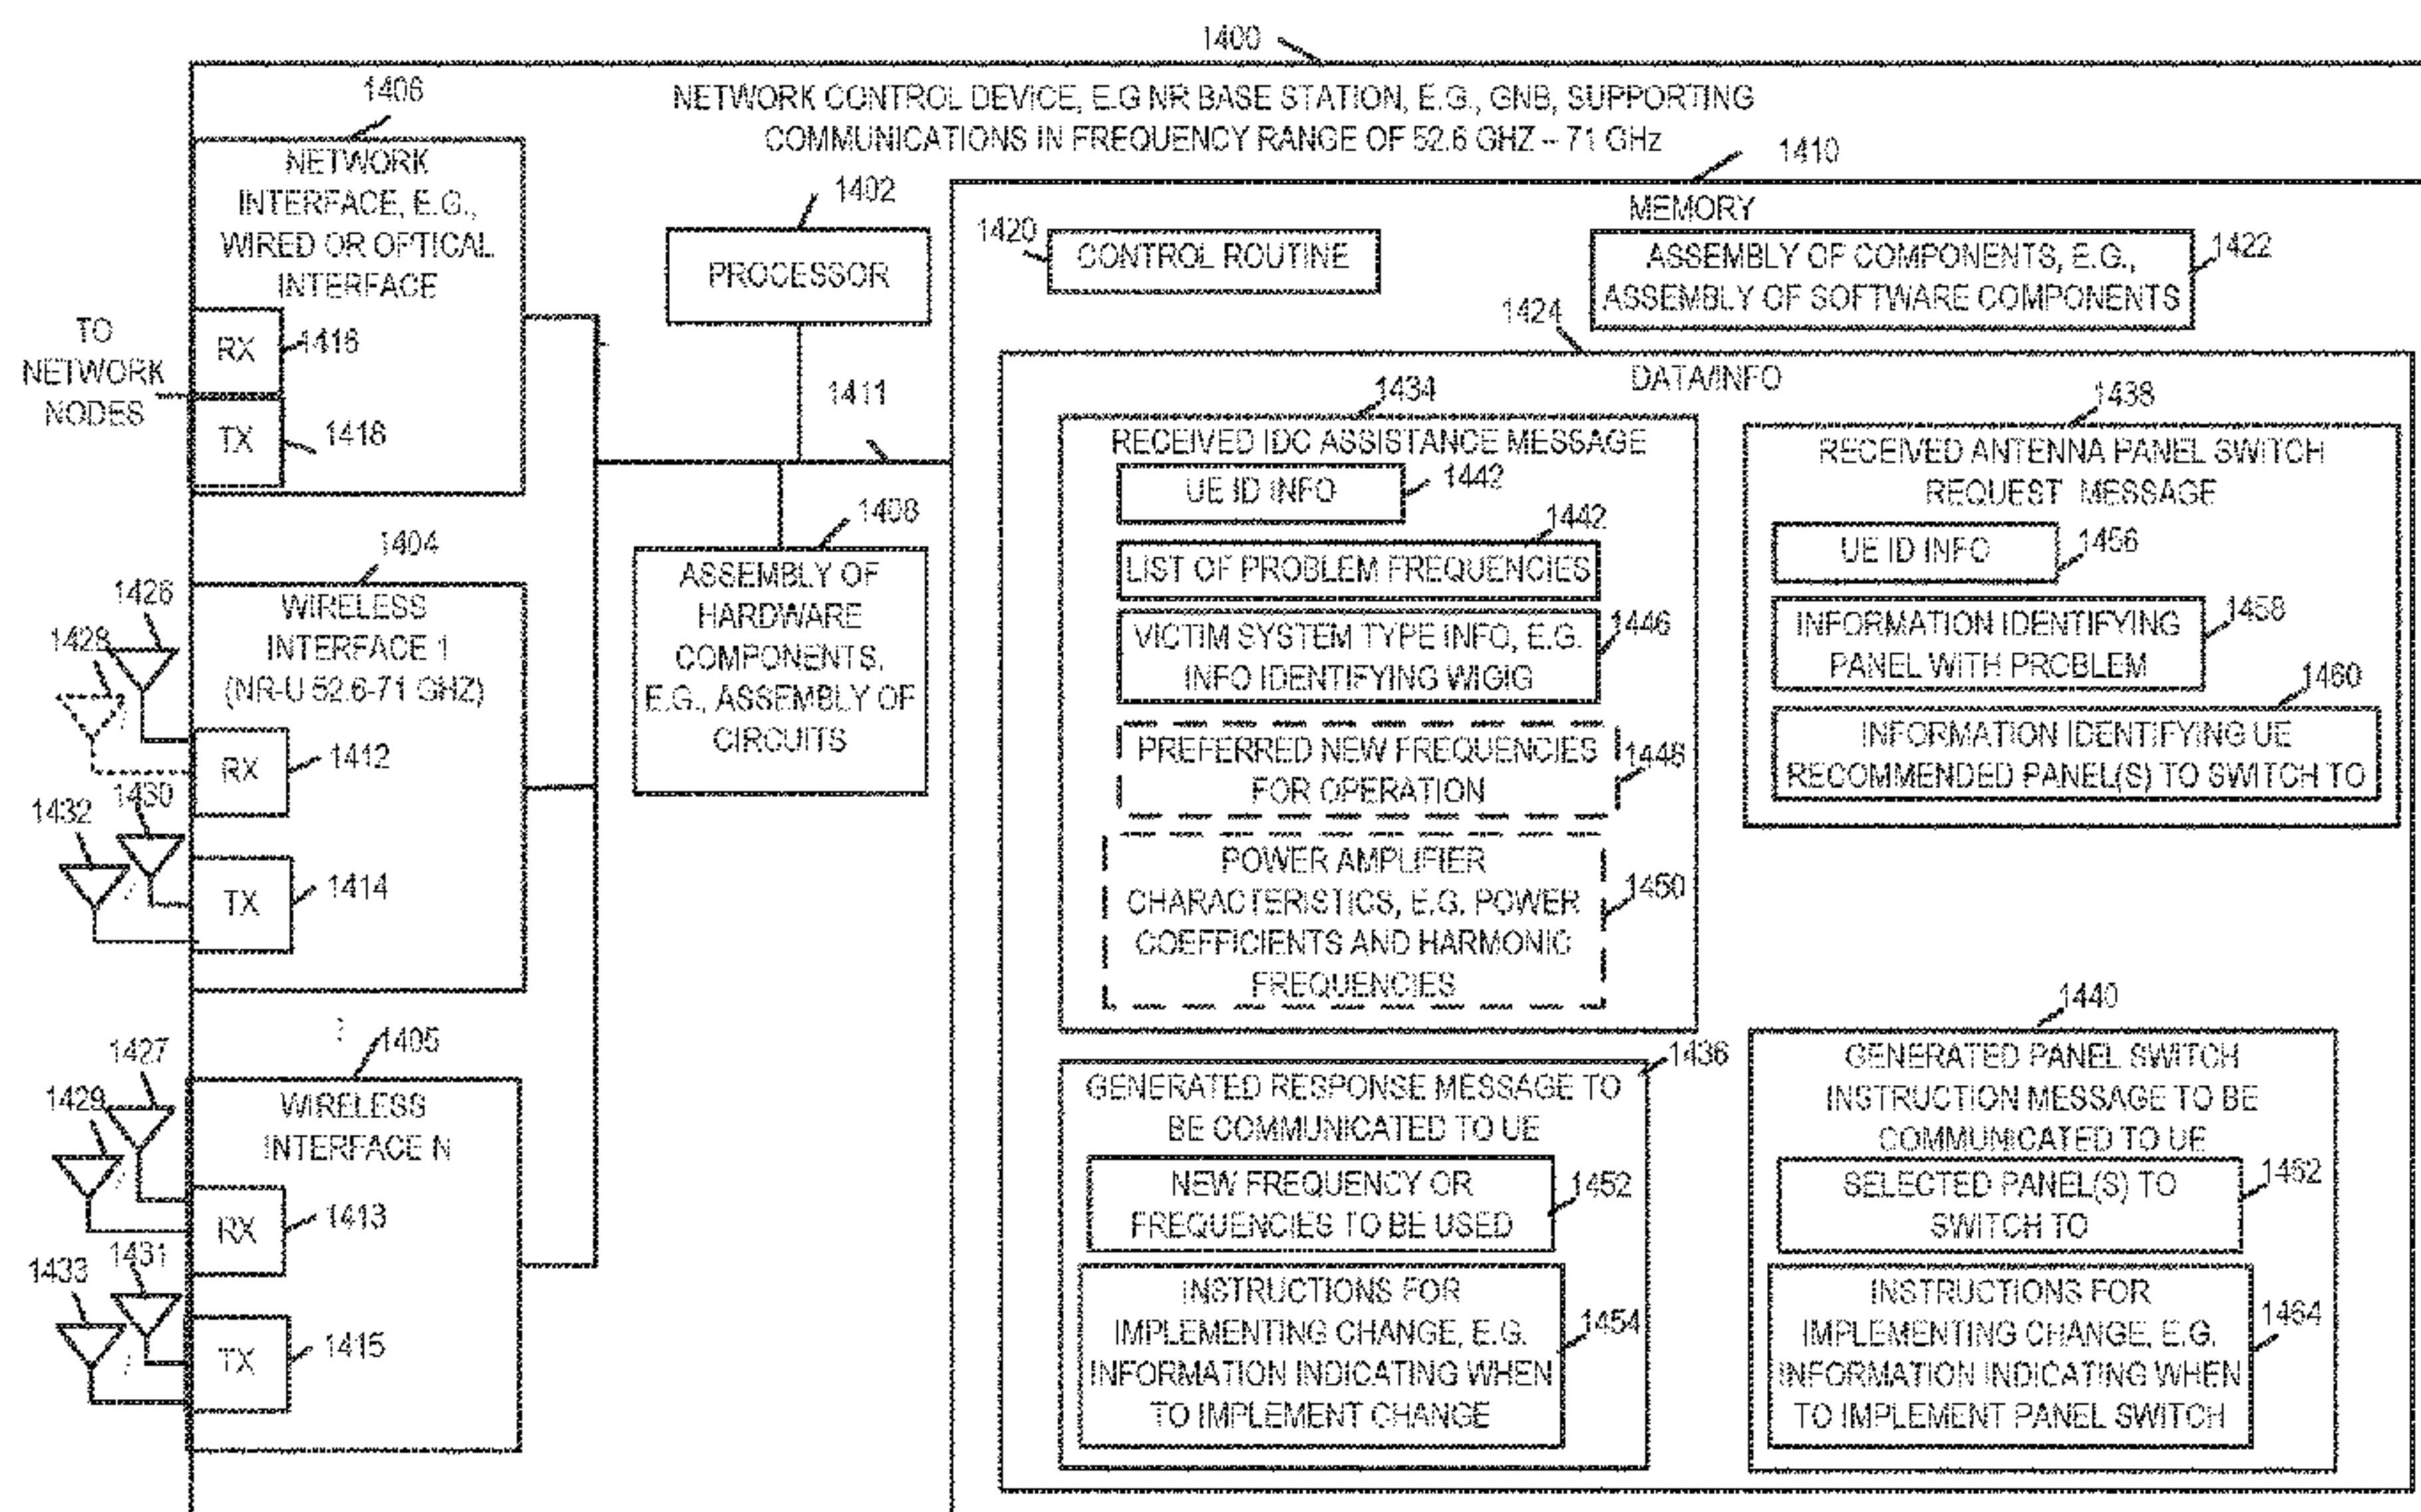 1400
NETWORK CONTROL DEVICE, E.G NR BASE STATION, E.G., GNB, SUPPORTING
COMMUNICATIONS IN FREQUENCY RANGE OF 52.6 GHZ – 71 GHz
1406
NETWORK
INTERFACE, E.G.,
WIRED OR OPTICAL
INTERFACE
TO
NETWORK
NODES
RX
1416
TX
1418
1404
WIRELESS
INTERFACE 1
(NR-U 52.6-71 GHZ)
1426
1428
RX
1412
1430
1432
TX
1414
1405
WIRELESS
INTERFACE N
1427
1429
RX
1413
1431
1433
TX
1415
1402
PROCESSOR
1411
1408
ASSEMBLY OF
HARDWARE
COMPONENTS,
E.G., ASSEMBLY OF
CIRCUITS
1410
MEMORY
1420
CONTROL ROUTINE
ASSEMBLY OF COMPONENTS, E.G.,
ASSEMBLY OF SOFTWARE COMPONENTS
1422
1424
DATA/INFO
1434
RECEIVED IDC ASSISTANCE MESSAGE
UE ID INFO
1442
1442
LIST OF PROBLEM FREQUENCIES
VICTIM SYSTEM TYPE INFO, E.G.
INFO IDENTIFYING WIGIG
1446
PREFERRED NEW FREQUENCIES
FOR OPERATION
1448
POWER AMPLIFIER
CHARACTERISTICS, E.G. POWER
COEFFICIENTS AND HARMONIC
FREQUENCIES
1450
1438
RECEIVED ANTENNA PANEL SWITCH
REQUEST MESSAGE
UE ID INFO
1456
INFORMATION IDENTIFYING
PANEL WITH PROBLEM
1458
1460
INFORMATION IDENTIFYING UE
RECOMMENDED PANEL(S) TO SWITCH TO
1436
GENERATED RESPONSE MESSAGE TO
BE COMMUNICATED TO UE
NEW FREQUENCY OR
FREQUENCIES TO BE USED
1452
INSTRUCTIONS FOR
IMPLEMENTING CHANGE, E.G.
INFORMATION INDICATING WHEN
TO IMPLEMENT CHANGE
1454
1440
GENERATED PANEL SWITCH
INSTRUCTION MESSAGE TO BE
COMMUNICATED TO UE
SELECTED PANEL(S) TO
SWITCH TO
1462
INSTRUCTIONS FOR
IMPLEMENTING CHANGE, E.G.
INFORMATION INDICATING WHEN
TO IMPLEMENT PANEL SWITCH
1464